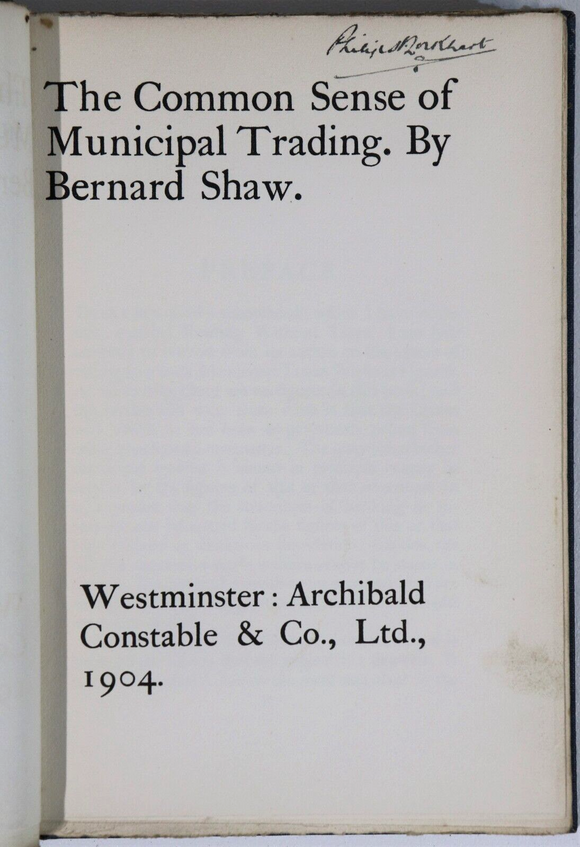 The Common Sense of
Municipal Trading. By
Bernard Shaw.
Westminster : Archibald
Constable & Co., Ltd.,
1904.